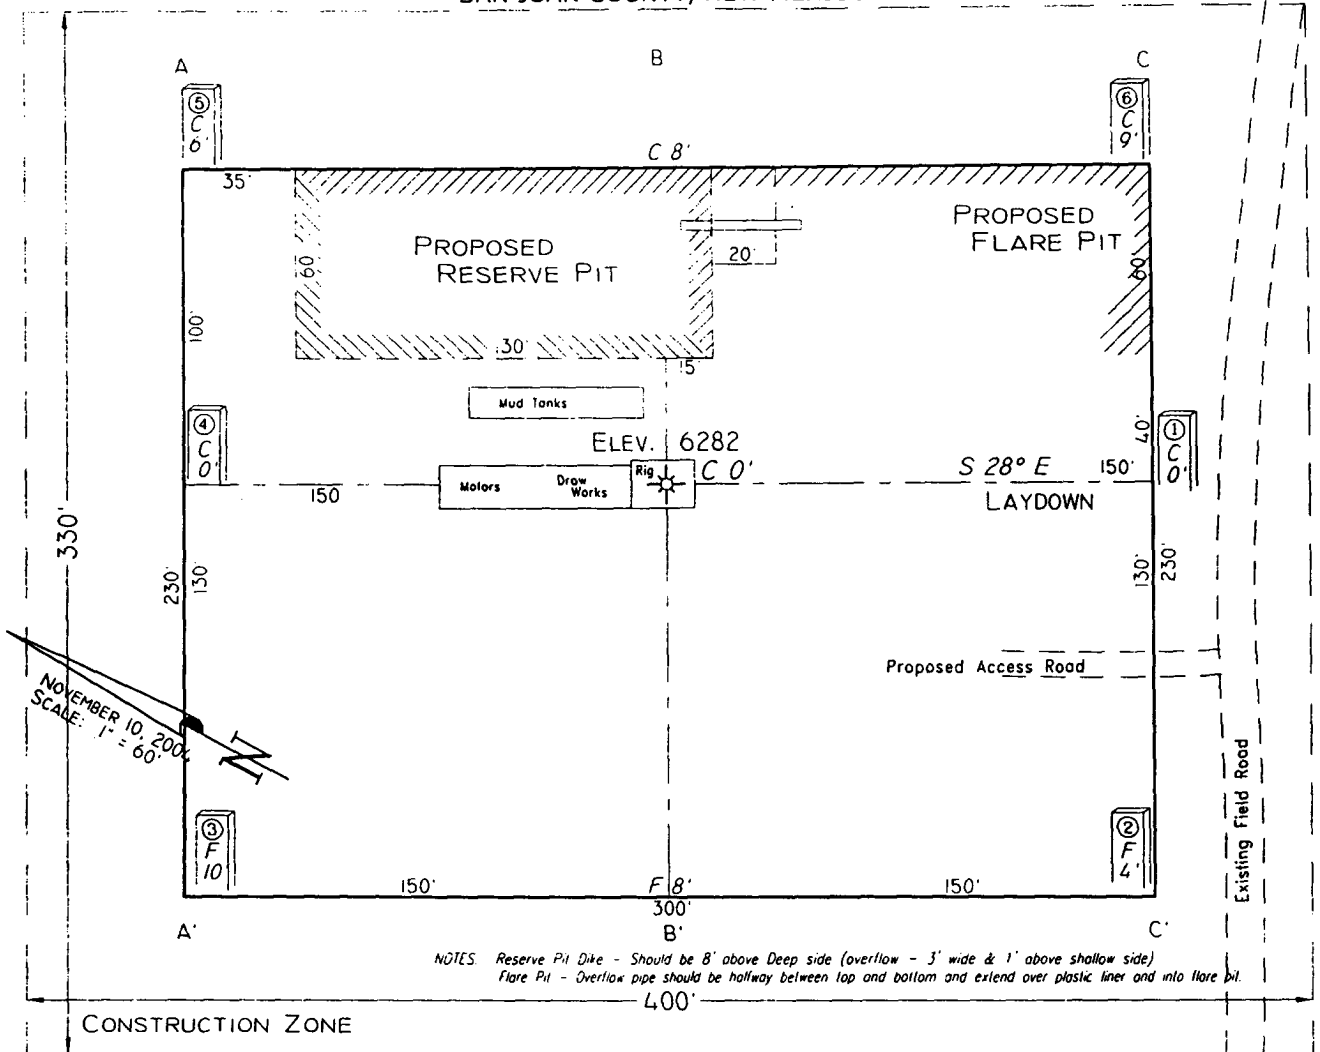 A
B
C
⑤
C
6'
⑥
C
9'
C 8'
35'
PROPOSED
RESERVE PIT
60'
20'
PROPOSED
FLARE PIT
60'
100'
30'
15'
Mud Tanks
④
C
0'
ELEV. 6282
C 0'
Rig
Motors
Draw
Works
150
S 28° E
150'
LAYDOWN
40'
①
C
0'
330'
230'
130'
130'
230'
Proposed Access Road
NOVEMBER 10,
SCALE: 1" = 60'
N
Existing Field Road
③
F
10
②
F
4'
150'
F 8'
150'
300'
A'
B'
C'
NOTES: Reserve Pit Dike - Should be 8' above Deep side (overflow - 3' wide & 1' above shallow side)
Flare Pit - Overflow pipe should be halfway between top and bottom and extend over plastic liner and into flare pit.
400'
CONSTRUCTION ZONE